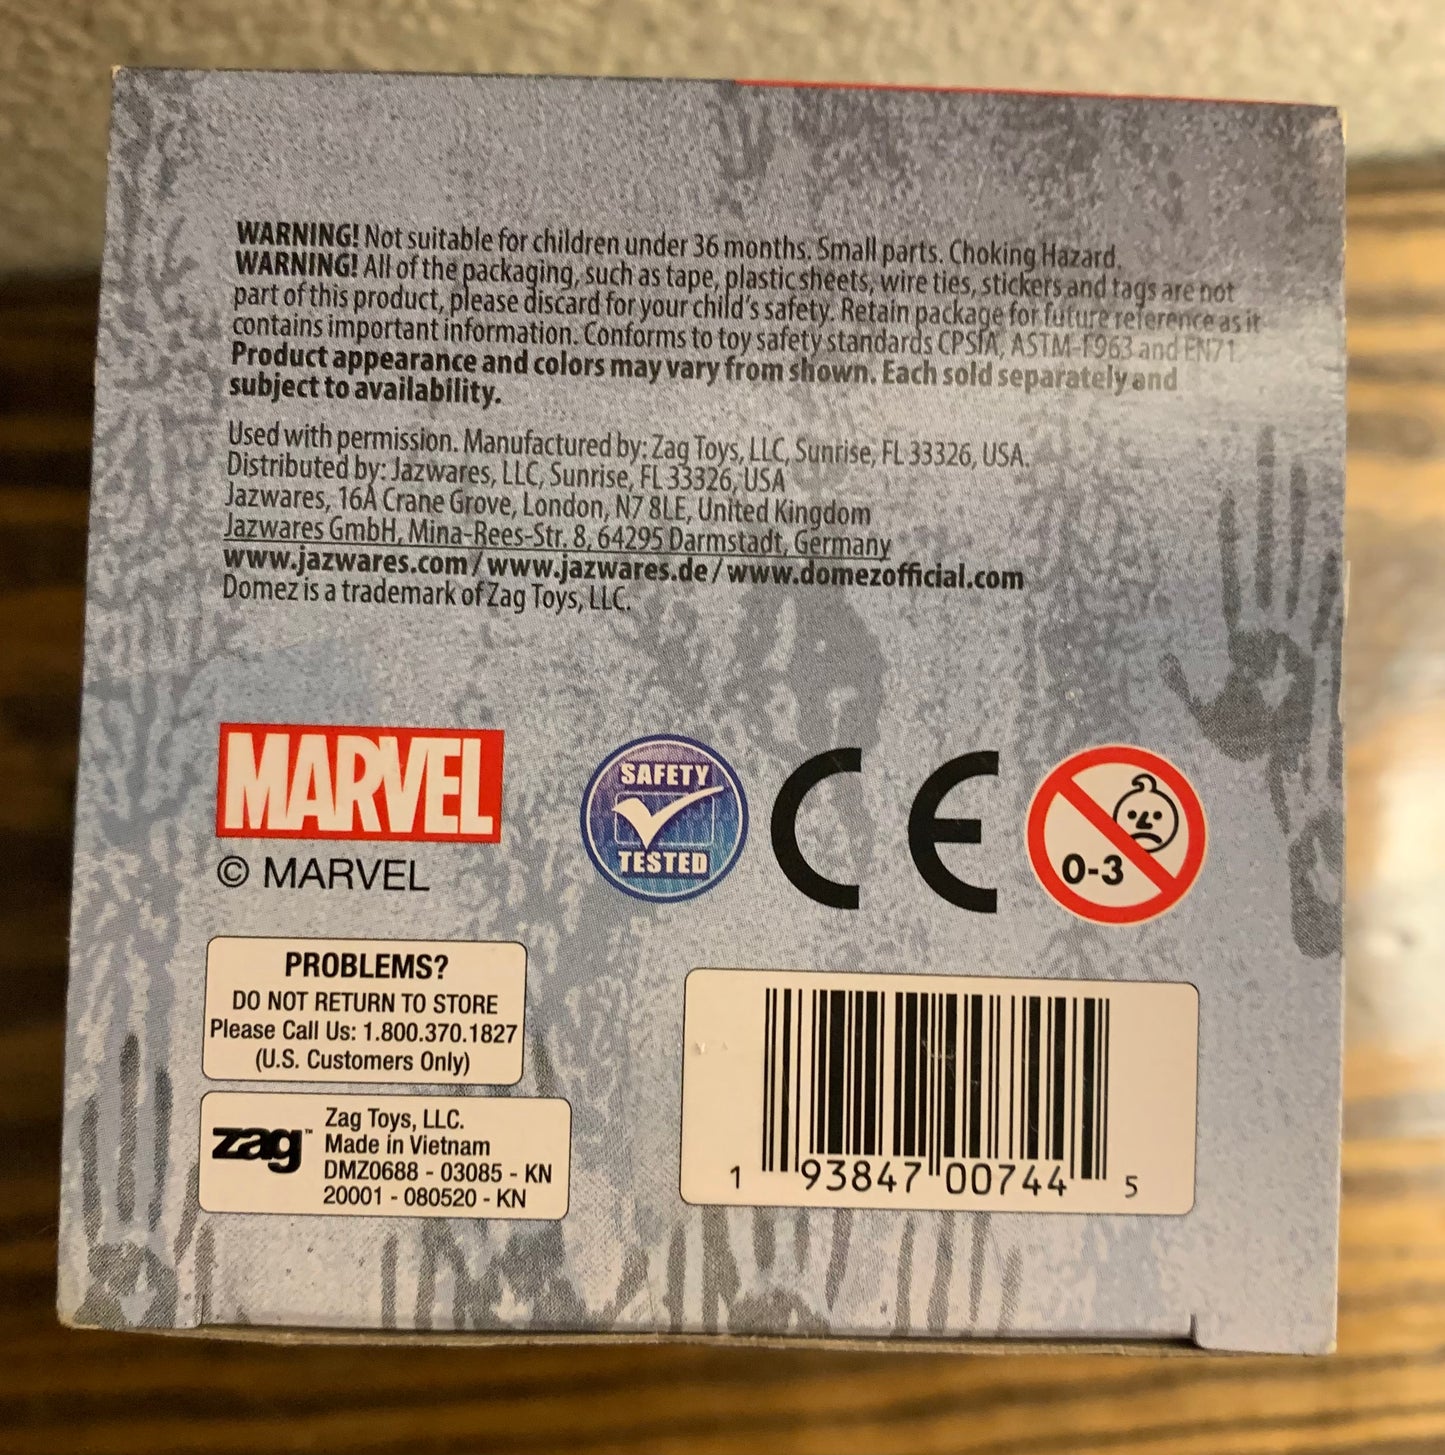 WARNING! Not suitable for children under 36 months. Small parts. Choking Hazard.
WARNING! All of the packaging, such as tape, plastic sheets, wire ties, stickers and tags are not
part of this product, please discard for your child's safety. Retain package for future reference as it
contains important information. Conforms to toy safety standards CPSIA, ASTM-F963 and EN71.
Product appearance and colors may vary from shown. Each sold separately and
subject to availability.
Used with permission. Manufactured by: Zag Toys, LLC, Sunrise, FL 33326, USA.
Distributed by: Jazwares, LLC, Sunrise, FL 33326, USA
Jazwares, 16A Crane Grove, London, N7 8LE, United Kingdom
Jazwares GmbH, Mina-Rees-Str. 8, 64295 Darmstadt, Germany
www.jazwares.com / www.jazwares.de / www.domezofficial.com
Domez is a trademark of Zag Toys, LLC.
MARVEL
© MARVEL
SAFETY
TESTED
CE
0-3
PROBLEMS?
DO NOT RETURN TO STORE
Please Call Us: 1.800.370.1827
(U.S. Customers Only)
zag™
Zag Toys, LLC.
Made in Vietnam
DMZ0688 - 03085 - KN
20001 - 080520 - KN
1 93847 00744 5